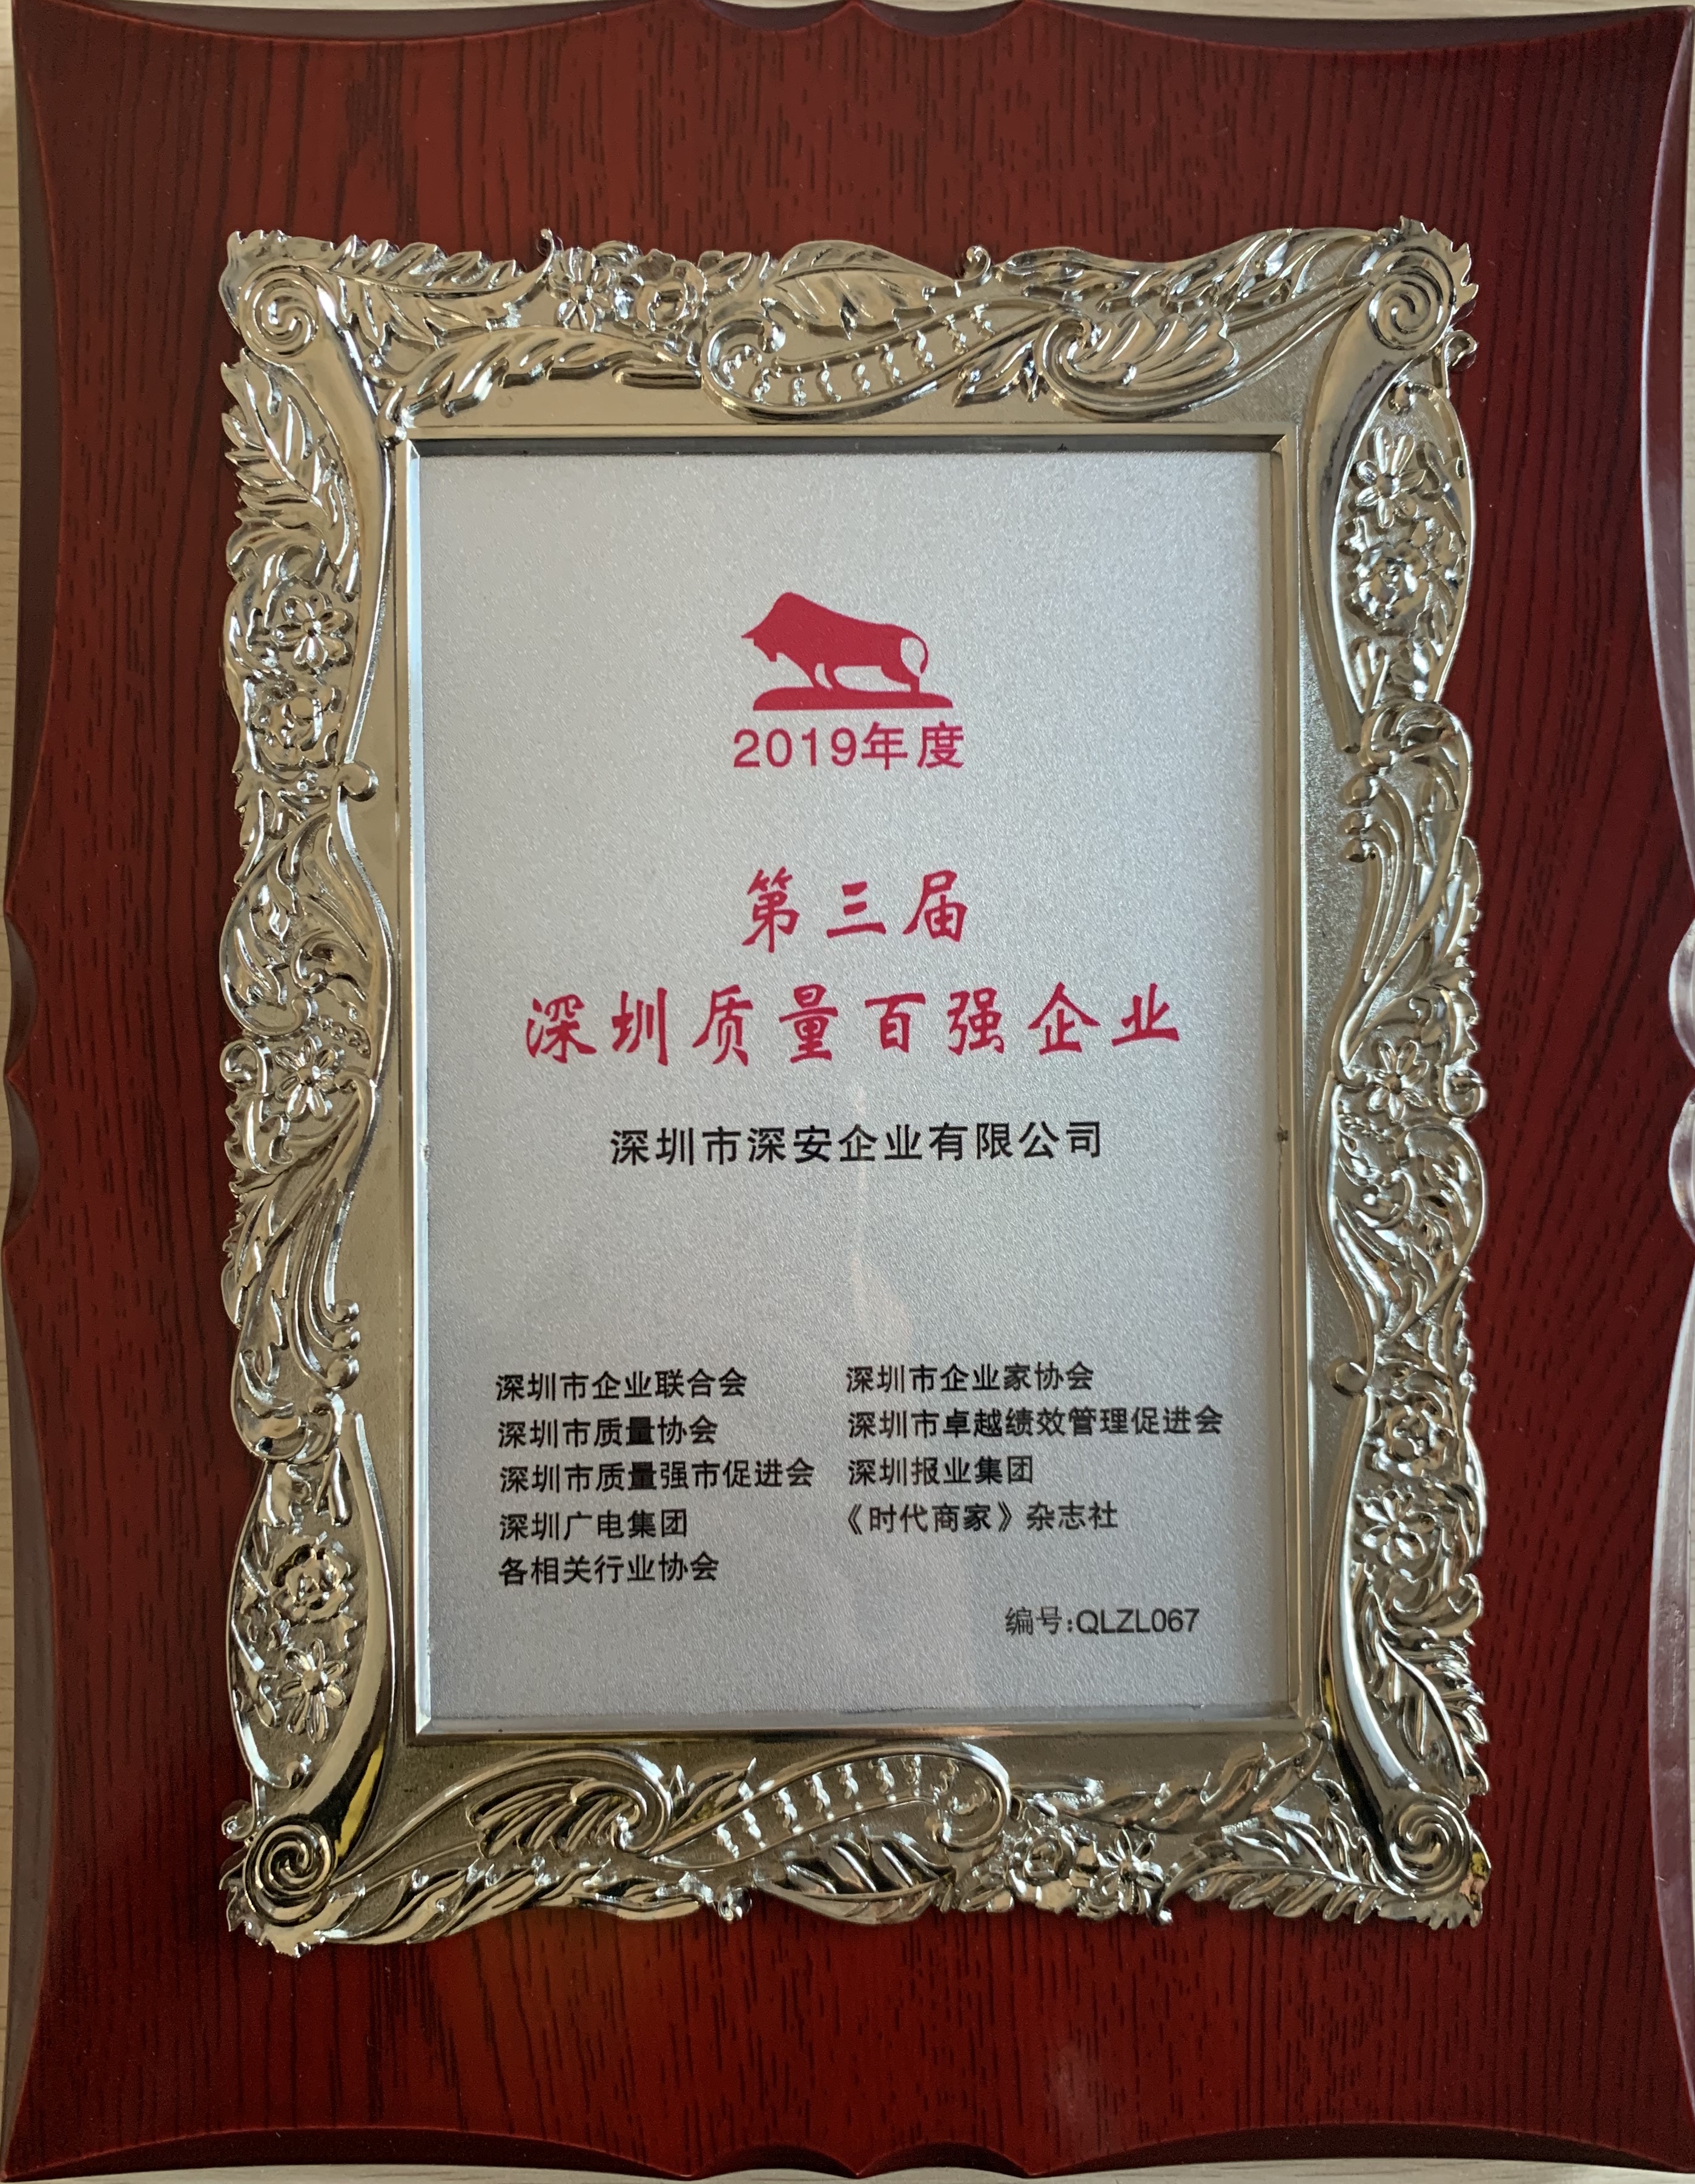 2019年度
第三届
深圳质量百强企业
深圳市深安企业有限公司
深圳市企业联合会
深圳市企业家协会
深圳市质量协会
深圳市卓越绩效管理促进会
深圳市质量强市促进会
深圳报业集团
深圳广电集团
《时代商家》杂志社
各相关行业协会
编号:QLZL067